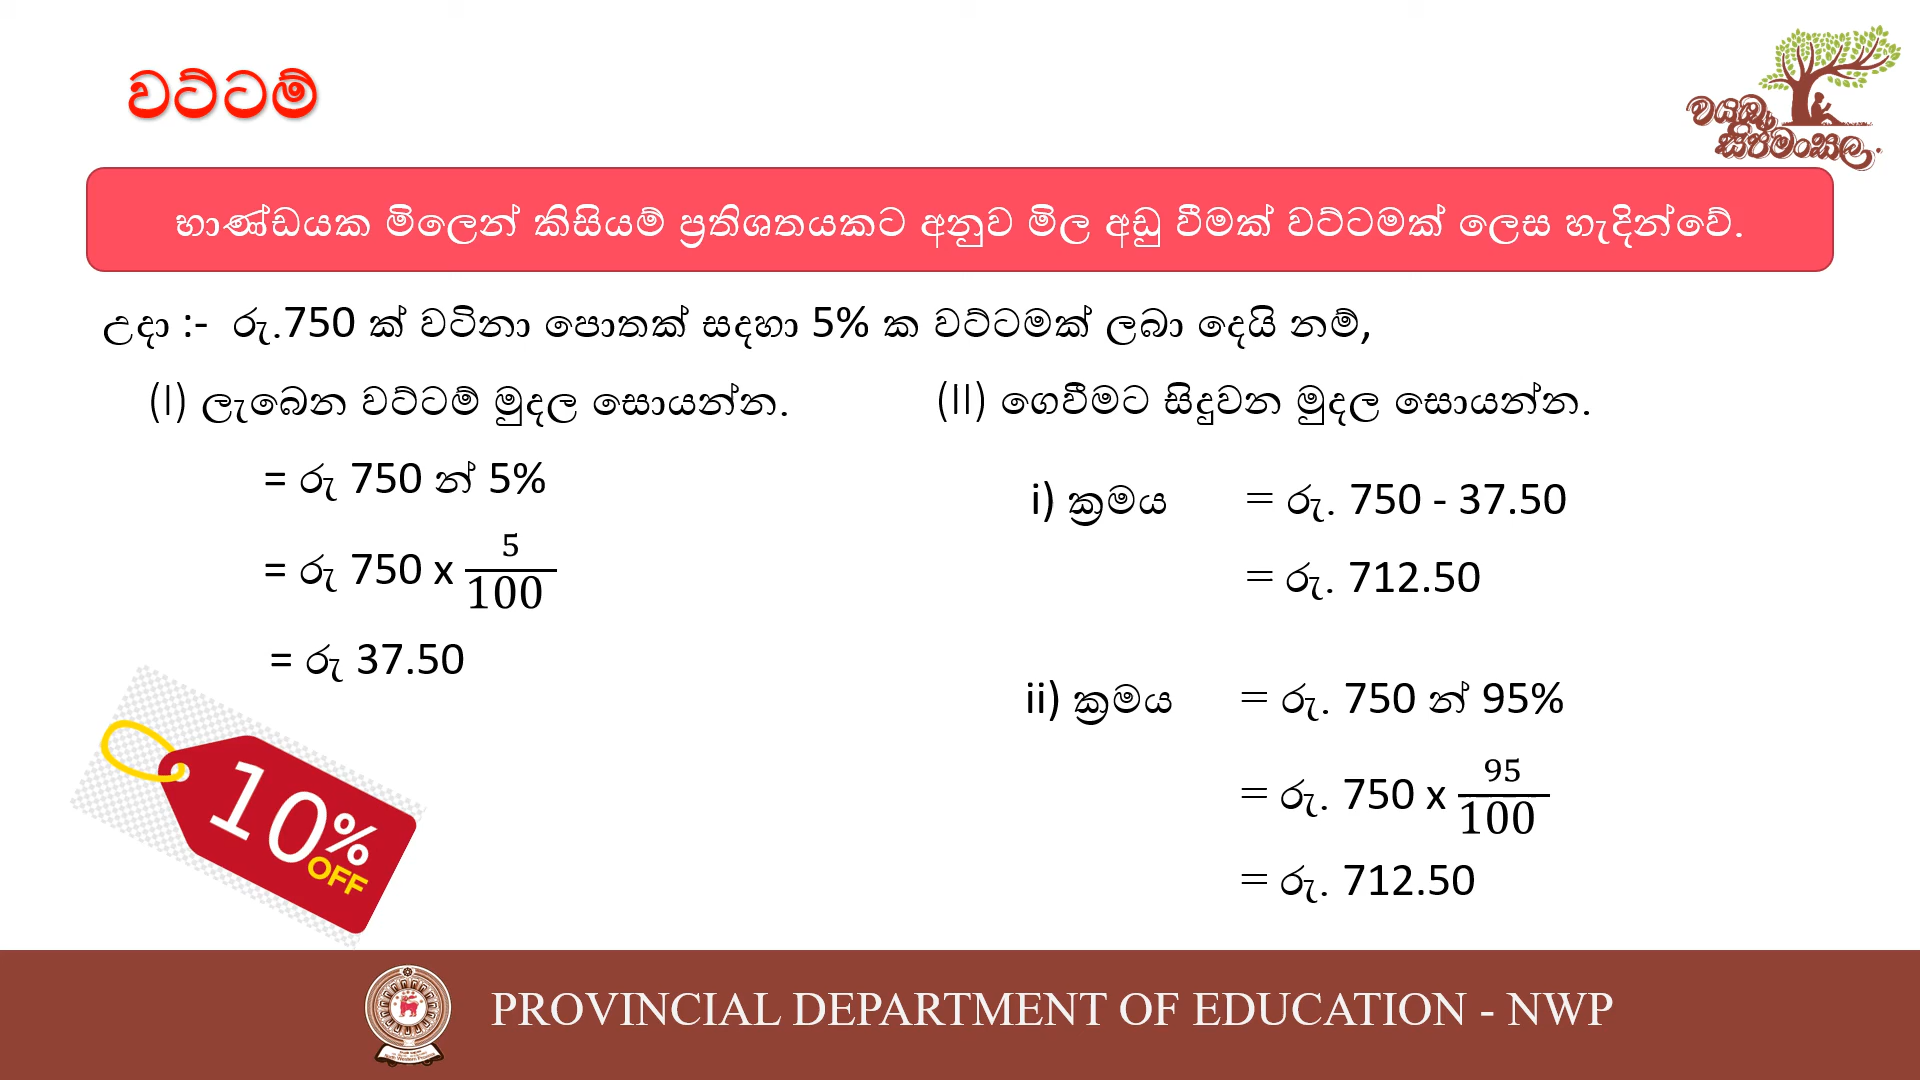 වට්ටම්
වයඹ
සිප්මංසල
භාණ්ඩයක මිලෙන් කිසියම් ප්‍රතිශතයකට අනුව මිල අඩු වීමක් වට්ටමක් ලෙස හැදින්වේ.
උදා :- රු.750 ක් වටිනා පොතක් සදහා 5% ක වට්ටමක් ලබා දෙයි නම්,
(I) ලැබෙන වට්ටම් මුදල සොයන්න.
= රු 750 න් 5%
= රු 750 x 5/100
= රු 37.50
(II) ගෙවීමට සිදුවන මුදල සොයන්න.
i) ක්‍රමය = රු. 750 - 37.50
= රු. 712.50
ii) ක්‍රමය = රු. 750 න් 95%
= රු. 750 x 95/100
= රු. 712.50
10%
OFF
PROVINCIAL DEPARTMENT OF EDUCATION - NWP